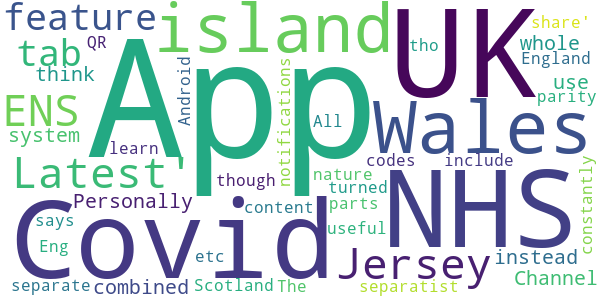 feature
QR
island
UK
share'
tab
think
Android
tho
whole
England
use
parity
ENS
App
Wales
system
notifications
All
learn
Latest'
though
nature
codes
include
constantly
Personally
turned
Covid
NHS
says
content
parts
useful
Eng
etc
Jersey
instead
separate
combined
Scotland
The
separatist
Channel